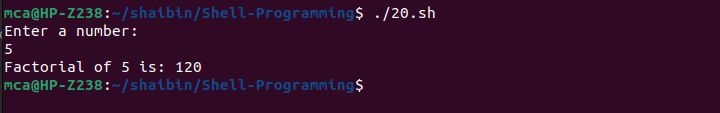 mca@HP-Z238:~/shaibin/Shell-Programming$ ./20.sh
Enter a number:
5
Factorial of 5 is: 120
mca@HP-Z238:~/shaibin/Shell-Programming$